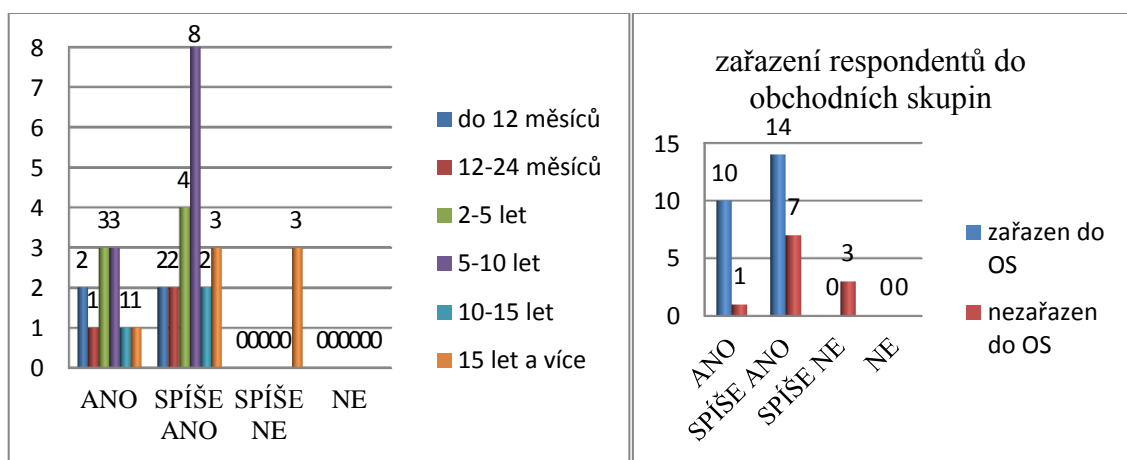 8
7
6
5
4
3
2
1
0
2
1
33
11
22
4
8
2
3
00000
3
000000
ANO
SPÍŠE
ANO
SPÍŠE
NE
NE
do 12 měsíců
12-24 měsíců
2-5 let
5-10 let
10-15 let
15 let a více
zařazení respondentů do
obchodních skupin
15
10
5
0
10
1
14
7
0
3
00
ANO
SPÍŠE ANO
SPÍŠE NE
NE
zařazen do
OS
nezařazen
do OS